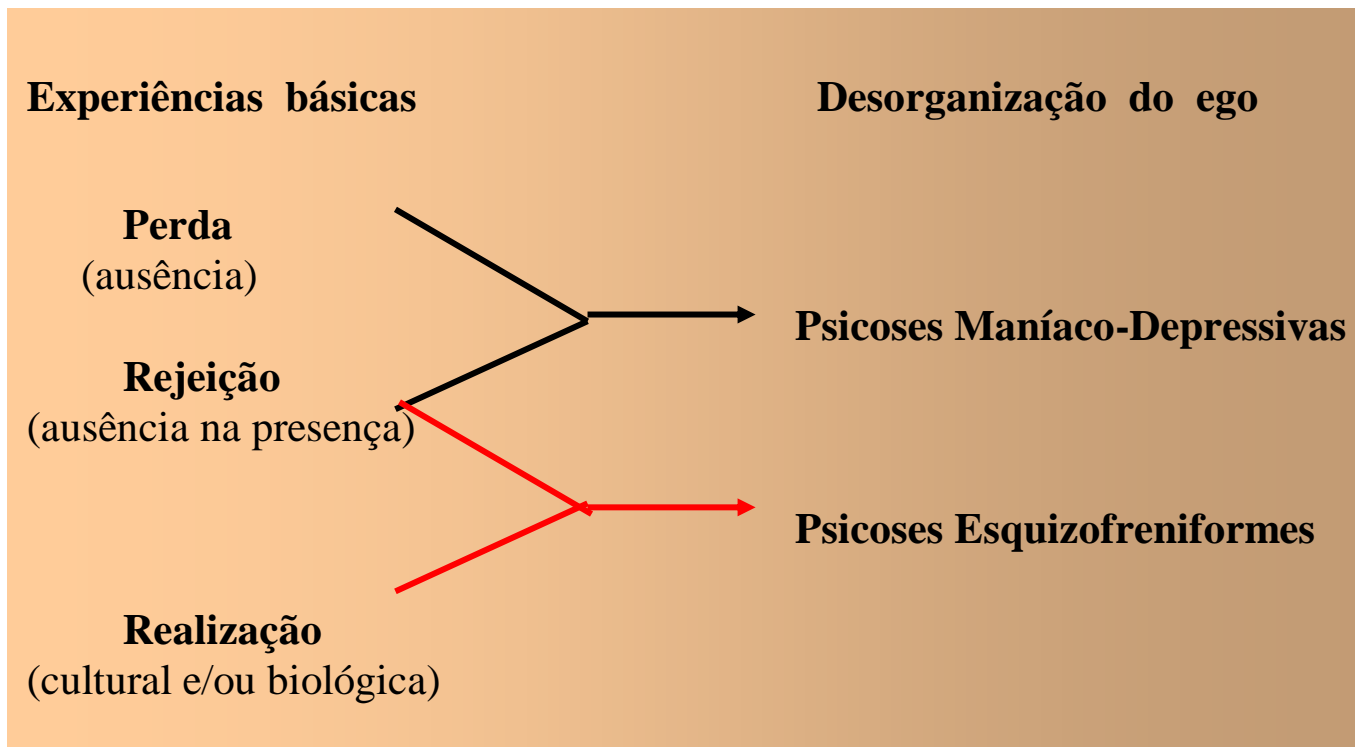 Experiências básicas
Desorganização do ego
Perda
(ausência)
Psicoses Maníaco-Depressivas
Rejeição
(ausência na presença)
Psicoses Esquizofreniformes
Realização
(cultural e/ou biológica)